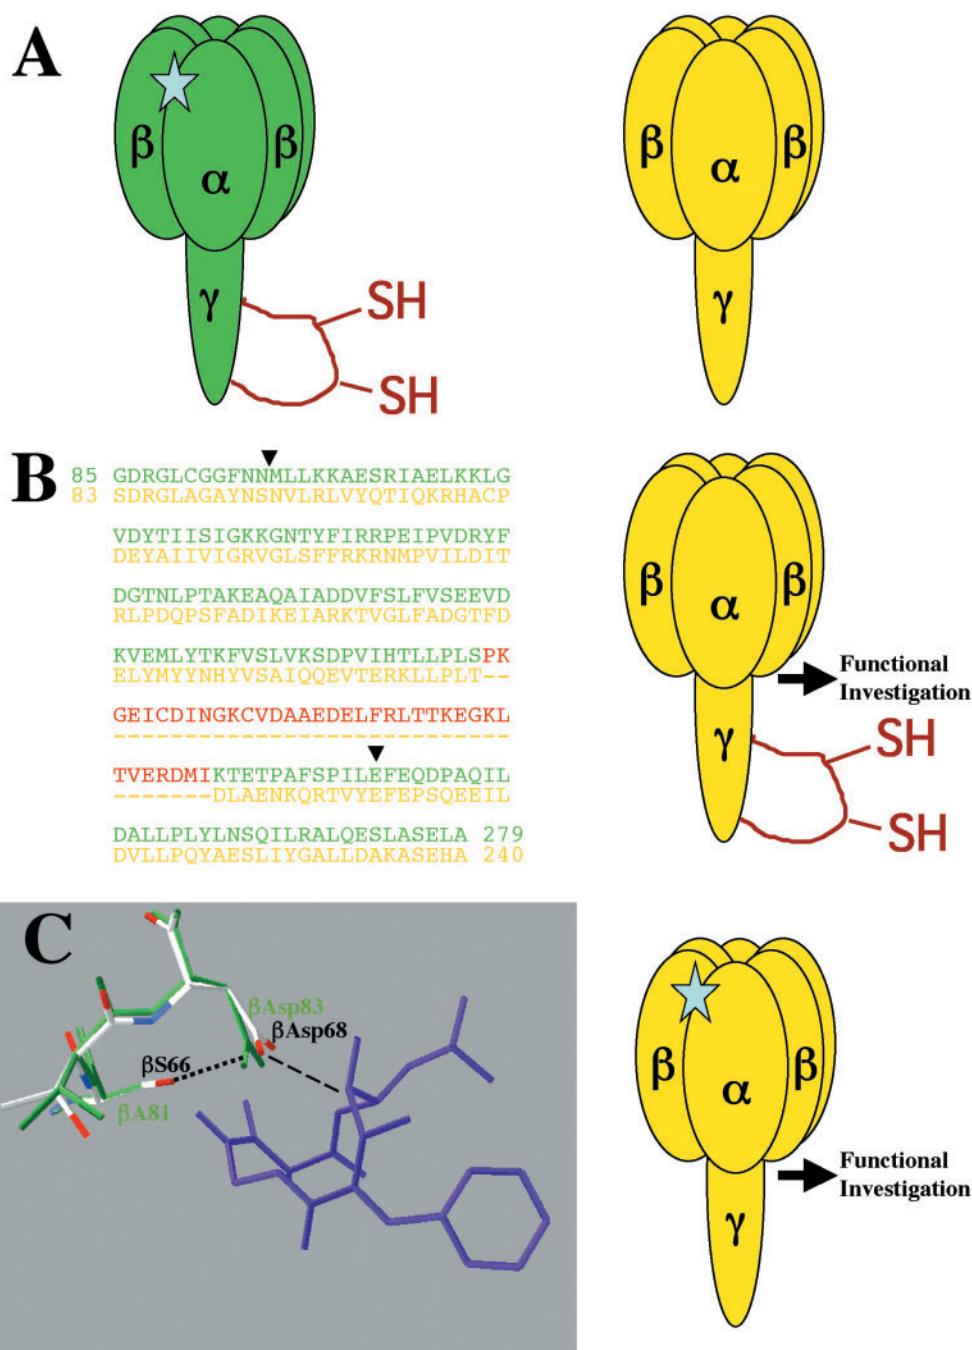 A
β
β
α
γ
SH
SH
β
β
α
γ
B
85 GDRGLCGGFNNMLLKKAESRIAELKKLG
83 SDRGLAGAYNSNVLRLVYQTIQKRHACP
VDYTIISIGKKGNTYFIRRPEIPVDRYF
DEYAIIVIGRVGLSFFRKRNMPVILDIT
DGTNLPTAKEAQAIADDVFSLFVSEEVD
RLPDQPSFADIKEIARKTVGLFADGTFD
KVEMLYTKFVSLVKSDPVIHTLLPLSPK
ELYMYYNHYVSAIQQEVTERKLLPLT--
GEICDINGKCVDAAEDELFRLTTKEGKL
----------------------------
TVERDMIKTETPAFSPILEFEQDPAQIL
-------DLAENKQRTVYEFEPSQEEIL
DALLPLYLNSQILRALQESLASELA 279
DVLLPQYAESLIYGALLDAKASEHA 240
β
β
α
γ
Functional
Investigation
SH
SH
C
βAsp83
βAsp68
βS66
βA81
β
β
α
γ
Functional
Investigation